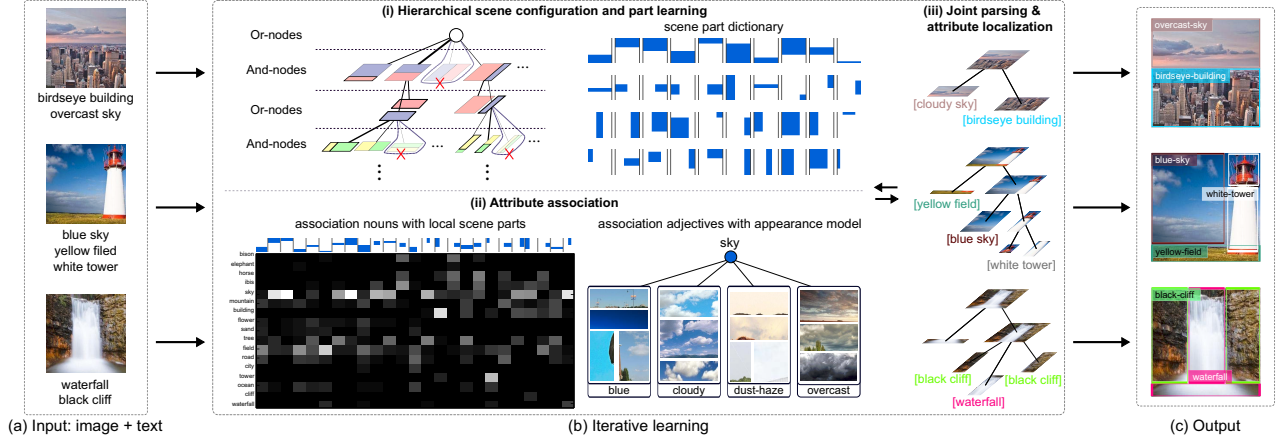 (i) Hierarchical scene configuration and part learning
Or-nodes
And-nodes
Or-nodes
And-nodes
...
...
...
...
scene part dictionary
(iii) Joint parsing &
attribute localization
[cloudy sky]
[birdseye building]
[yellow field]
[blue sky]
[white tower]
[black cliff]
[black cliff]
[waterfall]
birdseye building
overcast sky
blue sky
yellow filed
white tower
waterfall
black cliff
(a) Input: image + text
(ii) Attribute association
association nouns with local scene parts
bison
elephant
horse
ibis
sky
mountain
building
flower
sand
tree
field
road
city
tower
ocean
cliff
waterfall
association adjectives with appearance model
sky
blue
cloudy
dust-haze
overcast
(b) Iterative learning
overcast-sky
birdseye-building
blue-sky
white-tower
yellow-field
black-cliff
waterfall
(c) Output